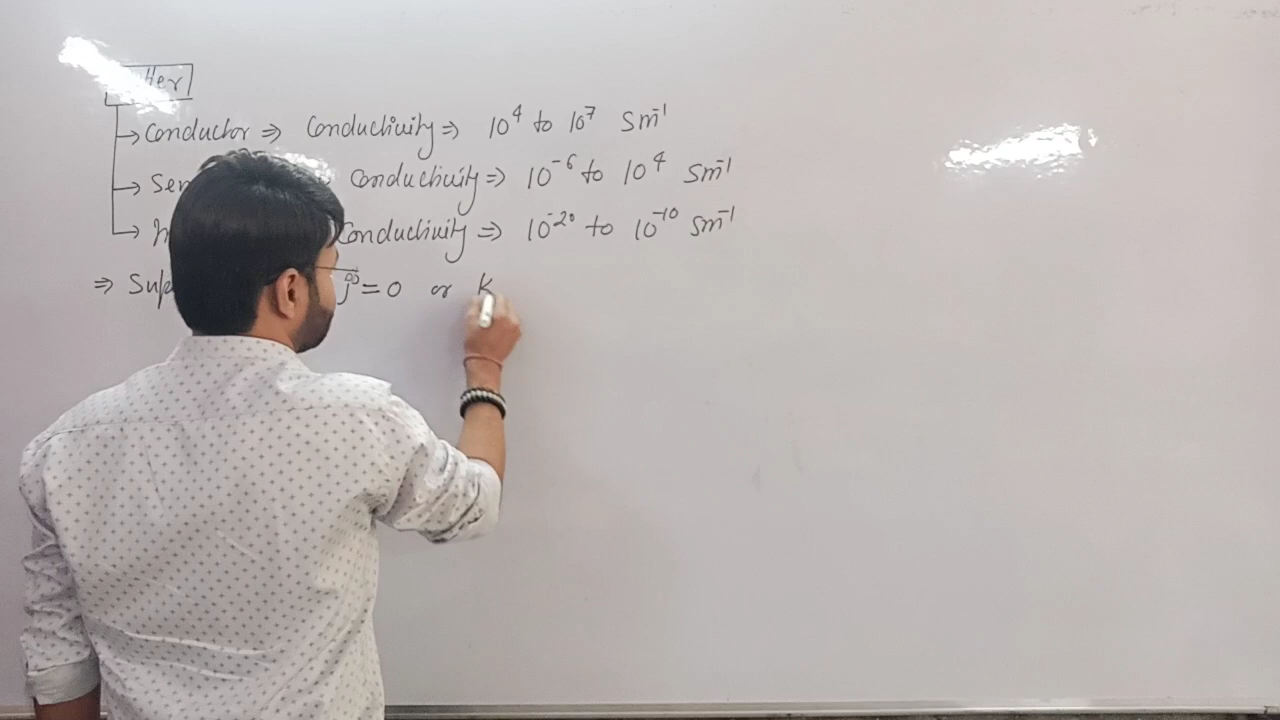 → Conductor ⇒ Conductivity ⇒ 10⁴ to 10⁷ Sm⁻¹
→ Conductivity ⇒ 10⁻⁶ to 10⁴ Sm⁻¹
→ Conductivity ⇒ 10⁻²⁰ to 10⁻¹⁰ Sm⁻¹
⇒ = 0 or K